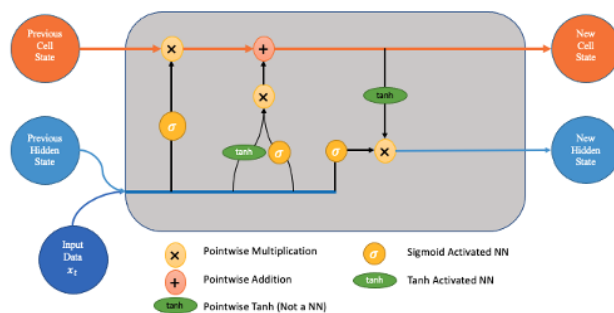 Previous
Cell
State
New
Cell
State
×
+
tanh
×
σ
Previous
Hidden
State
tanh
σ
σ
×
New
Hidden
State
Input
Data
xₜ
× Pointwise Multiplication
σ Sigmoid Activated NN
+ Pointwise Addition
tanh Tanh Activated NN
tanh Pointwise Tanh (Not a NN)